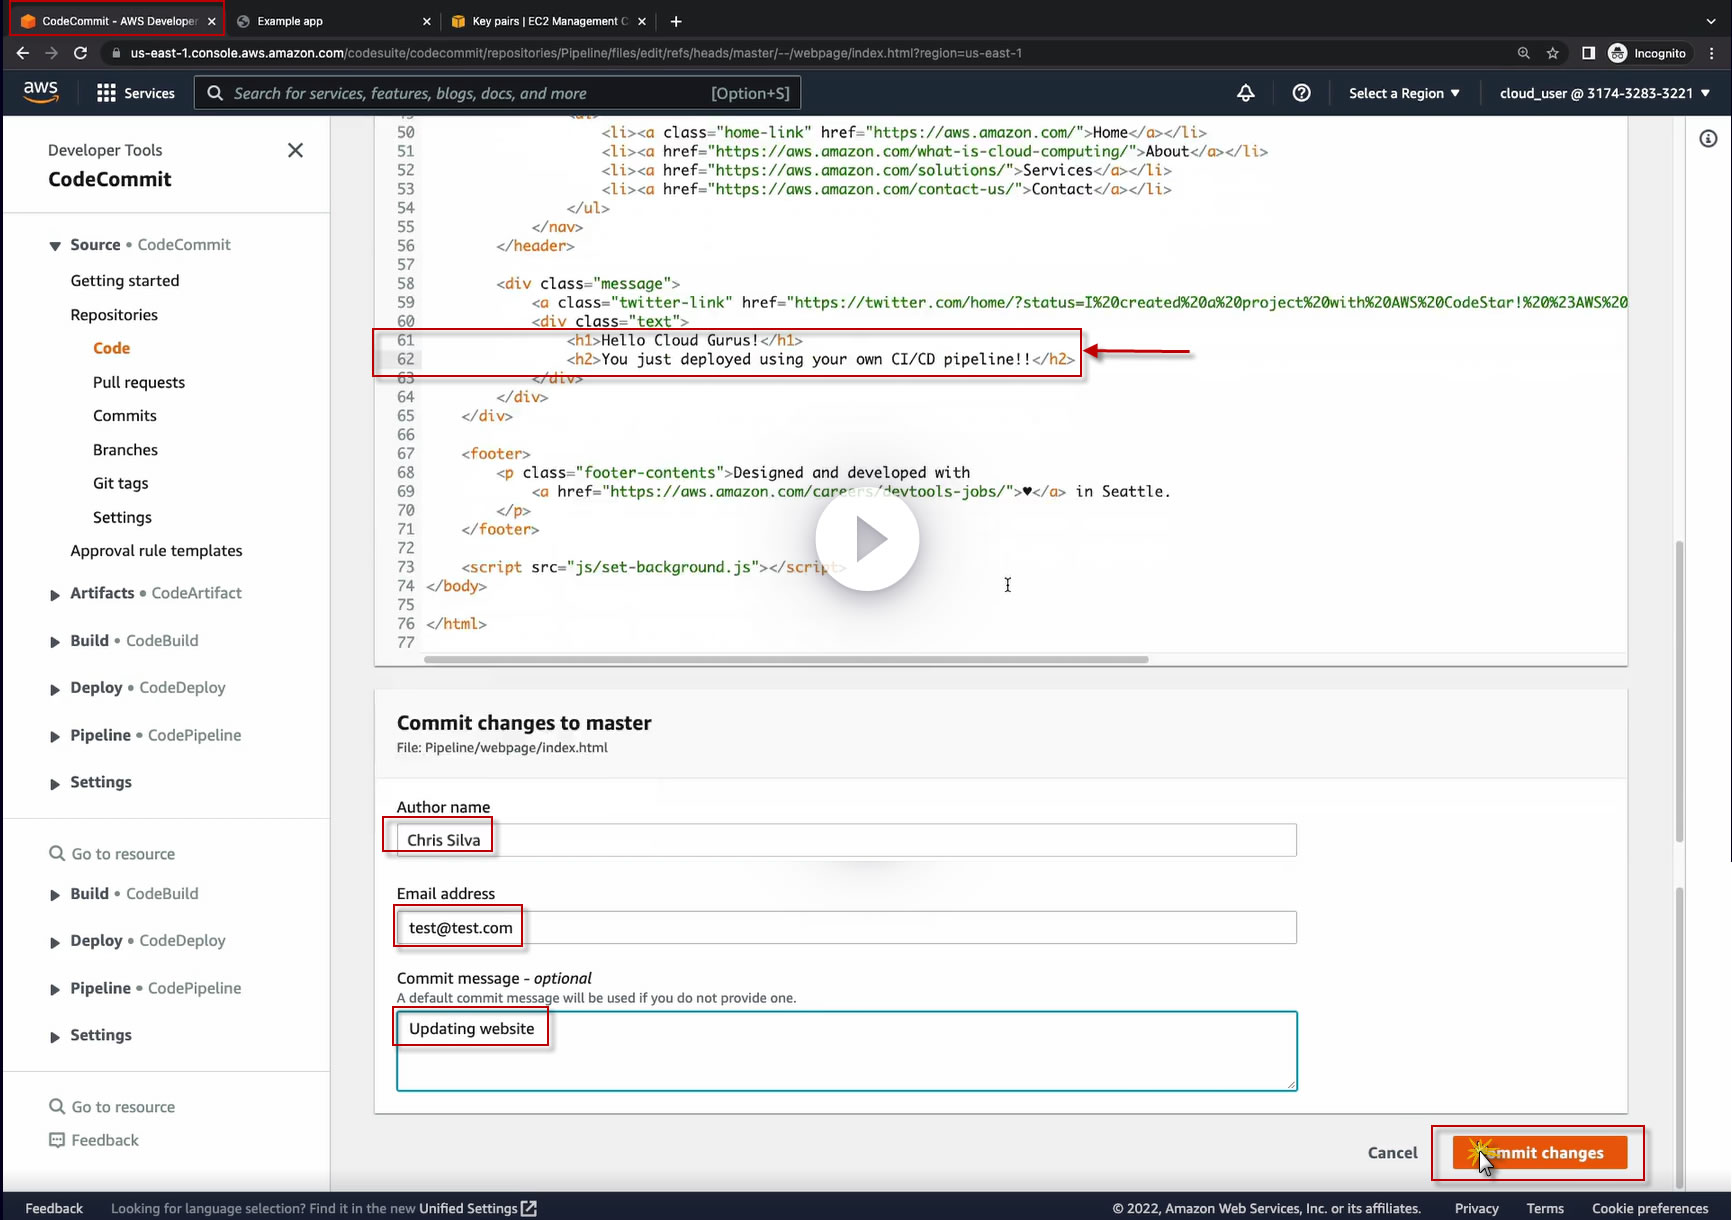 CodeCommit - AWS Developer
Example app
Key pairs | EC2 Management C
us-east-1.console.aws.amazon.com/codesuite/codecommit/repositories/Pipeline/files/edit/refs/heads/master/--/webpage/index.html?region=us-east-1
Incognito
aws
Services
Search for services, features, blogs, docs, and more
[Option+S]
Select a Region
cloud_user @ 3174-3283-3221
Developer Tools
CodeCommit
Source • CodeCommit
Getting started
Repositories
Code
Pull requests
Commits
Branches
Git tags
Settings
Approval rule templates
Artifacts • CodeArtifact
Build • CodeBuild
Deploy • CodeDeploy
Pipeline • CodePipeline
Settings
Go to resource
Build • CodeBuild
Deploy • CodeDeploy
Pipeline • CodePipeline
Settings
Go to resource
Feedback
50 <li><a class="home-link" href="https://aws.amazon.com/">Home</a></li>
51 <li><a href="https://aws.amazon.com/what-is-cloud-computing/">About</a></li>
52 <li><a href="https://aws.amazon.com/solutions/">Services</a></li>
53 <li><a href="https://aws.amazon.com/contact-us/">Contact</a></li>
54 </ul>
55 </nav>
56 </header>
57
58 <div class="message">
59 <a class="twitter-link" href="https://twitter.com/home/?status=I%20created%20a%20project%20with%20AWS%20CodeStar!%20%23AWS%20
60 <div class="text">
61 <h1>Hello Cloud Gurus!</h1>
62 <h2>You just deployed using your own CI/CD pipeline!!</h2>
63 </div>
64 </div>
65 </div>
66
67 <footer>
68 <p class="footer-contents">Designed and developed with
69 <a href="https://aws.amazon.com/careers/devtools-jobs/">♥</a> in Seattle.
70 </p>
71 </footer>
72
73 <script src="js/set-background.js"></script>
74 </body>
75
76 </html>
77
Commit changes to master
File: Pipeline/webpage/index.html
Author name
Chris Silva
Email address
test@test.com
Commit message - optional
A default commit message will be used if you do not provide one.
Updating website
Cancel
mmit changes
Feedback
Looking for language selection? Find it in the new Unified Settings
© 2022, Amazon Web Services, Inc. or its affiliates.
Privacy
Terms
Cookie preferences